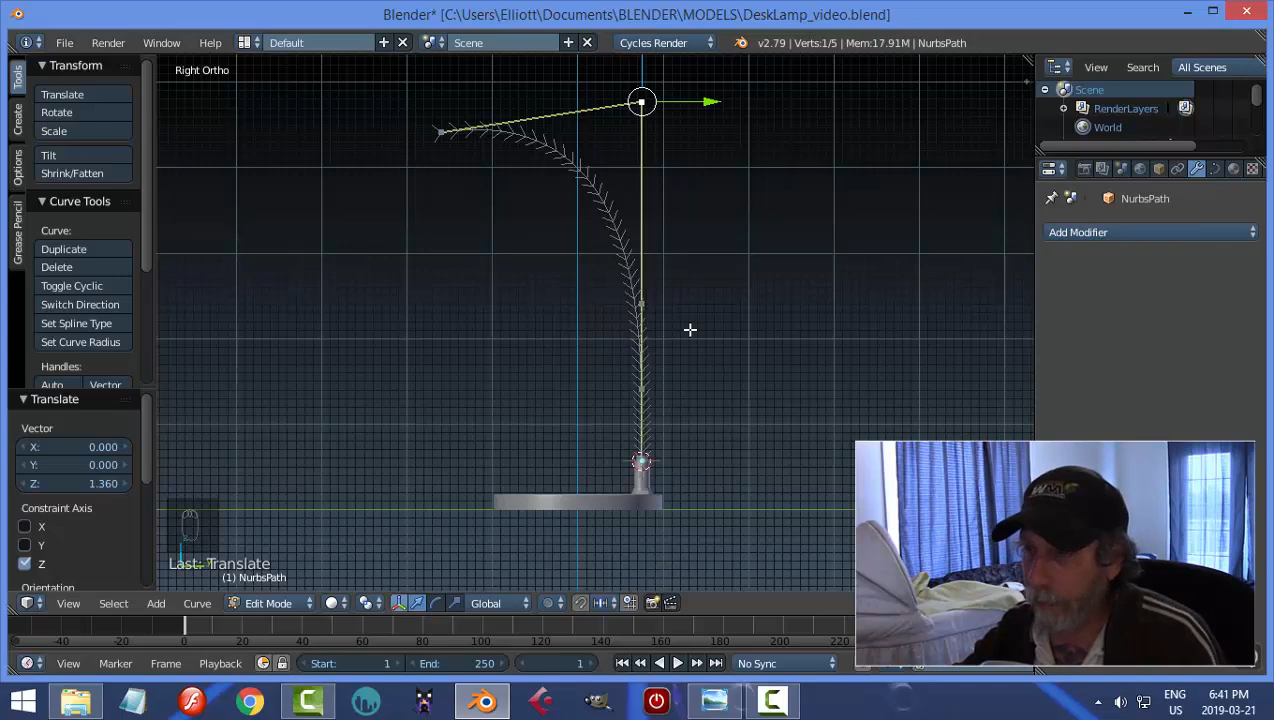 Blender* [C:\Users\Elliott\Documents\BLENDER\MODELS\DeskLamp_video.blend]
File Render Window Help Default Scene Cycles Render v2.79 | Verts:1/5 | Mem:17.91M | NurbsPath
Tools
Create
Options
Grease Pencil
Transform
Translate
Rotate
Scale
Tilt
Shrink/Fatten
Curve Tools
Curve:
Duplicate
Delete
Toggle Cyclic
Switch Direction
Set Spline Type
Set Curve Radius
Handles:
Auto Vector
Translate
Vector
X: 0.000
Y: 0.000
Z: 1.360
Constraint Axis
X
Y
Z
Orientation
Right Ortho
Last: Translate
(1) NurbsPath
View Search All Scenes
Scene
RenderLayers
World
NurbsPath
Add Modifier
View Select Add Curve Edit Mode Global
-40 -20 0 20 40 60 80 100 120 140 160 180 200 220
View Marker Frame Playback Start: 1 End: 250 1 No Sync
ENG
US
6:41 PM
2019-03-21